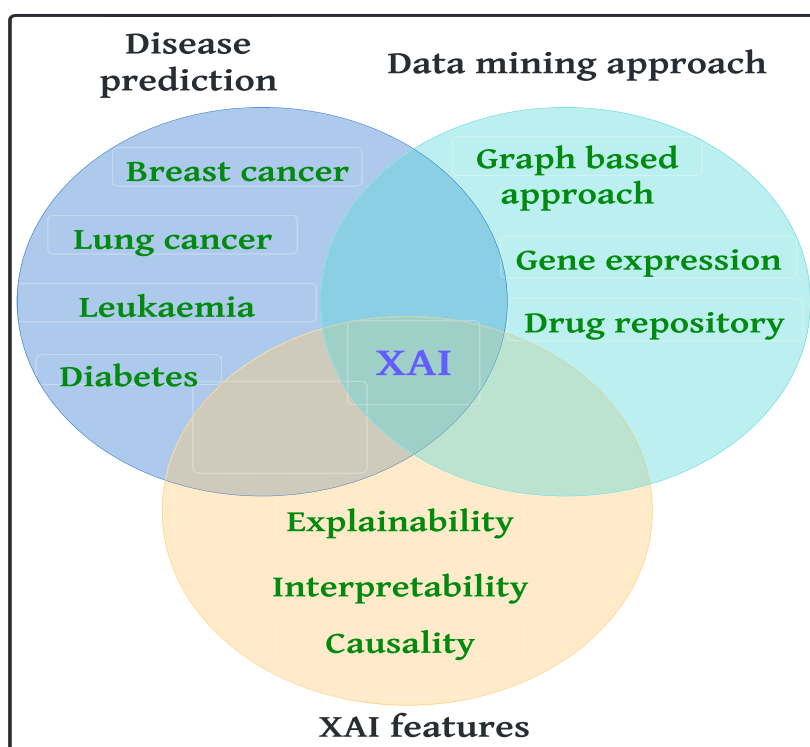 Disease
prediction
Data mining approach
Breast cancer
Lung cancer
Leukaemia
Diabetes
Graph based
approach
Gene expression
Drug repository
XAI
Explainability
Interpretability
Causality
XAI features